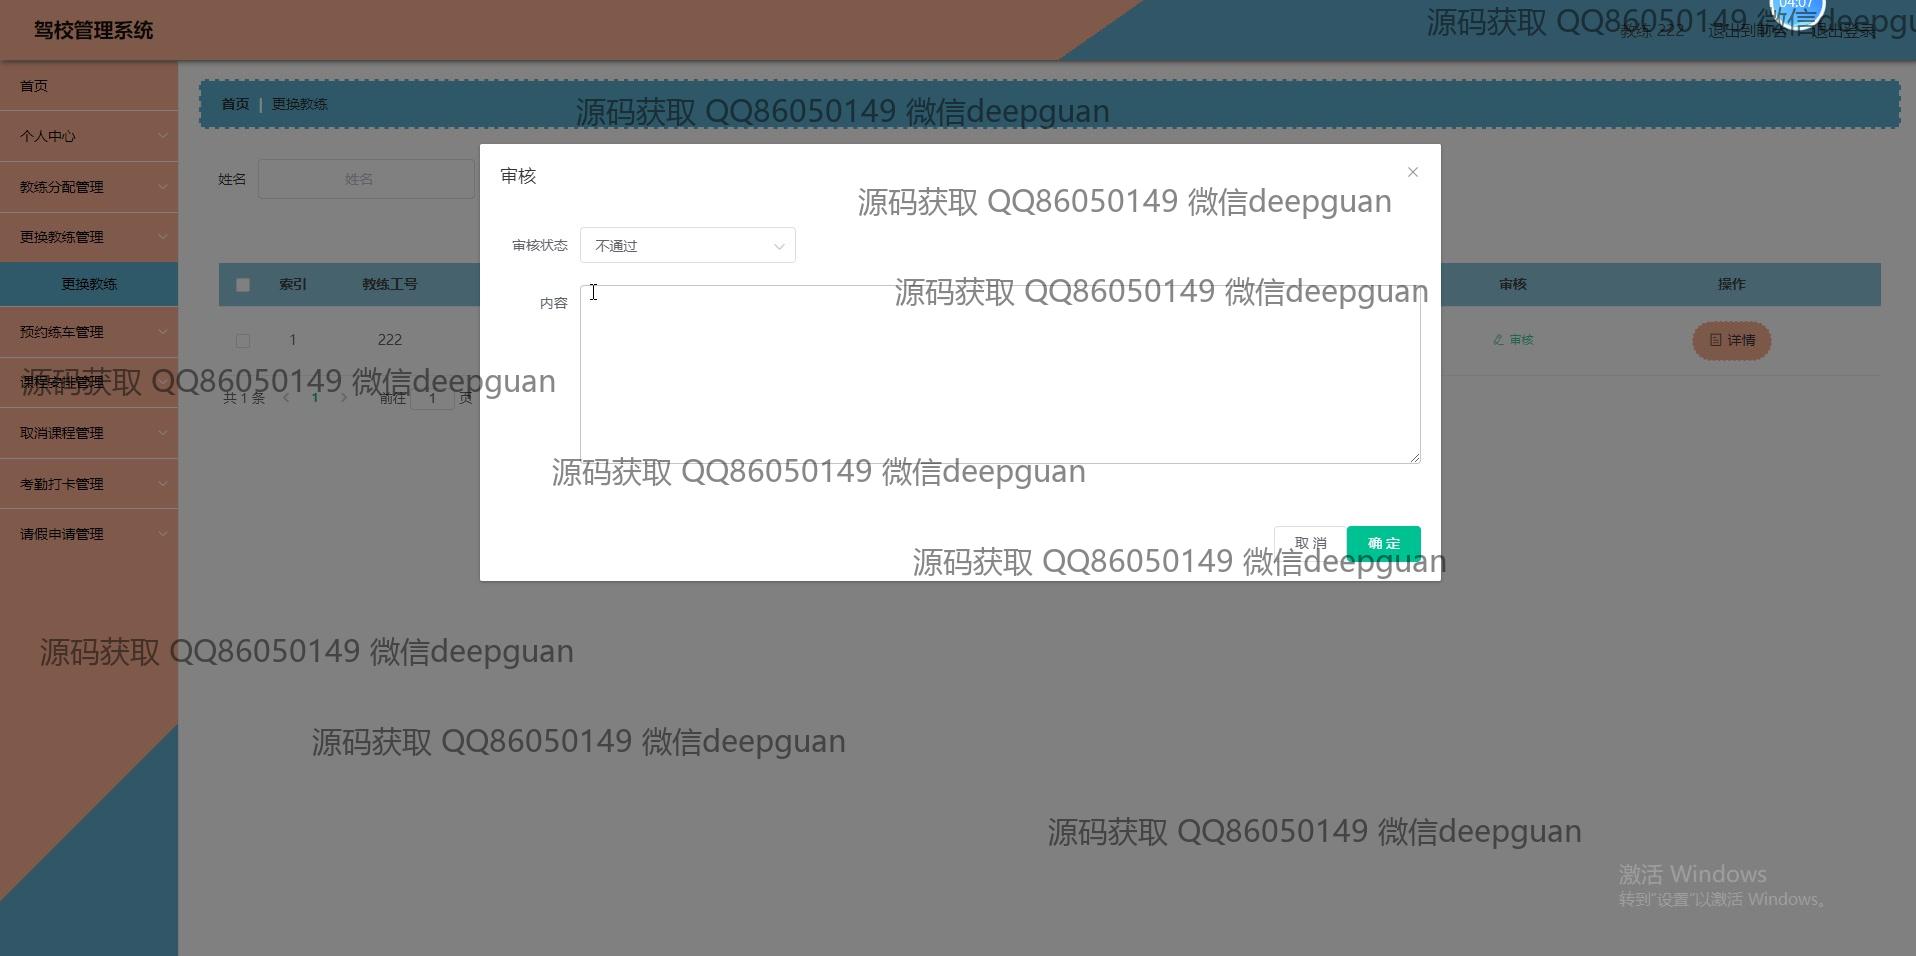 驾校管理系统
04:07
教练 222 退出到前台 退出登录
源码获取 QQ86050149 微信deepgu
首页
个人中心
教练分配管理
更换教练管理
更换教练
预约练车管理
课程安排管理
取消课程管理
考勤打卡管理
请假申请管理
首页 | 更换教练
源码获取 QQ86050149 微信deepguan
姓名 姓名
索引 教练工号 审核 操作
1 222 审核 详情
共 1 条 1 前往 1 页
源码获取 QQ86050149 微信deepguan
审核
源码获取 QQ86050149 微信deepguan
审核状态 不通过
内容
源码获取 QQ86050149 微信deepguan
源码获取 QQ86050149 微信deepguan
取消 确定
源码获取 QQ86050149 微信deepguan
源码获取 QQ86050149 微信deepguan
源码获取 QQ86050149 微信deepguan
源码获取 QQ86050149 微信deepguan
激活 Windows
转到"设置"以激活 Windows。